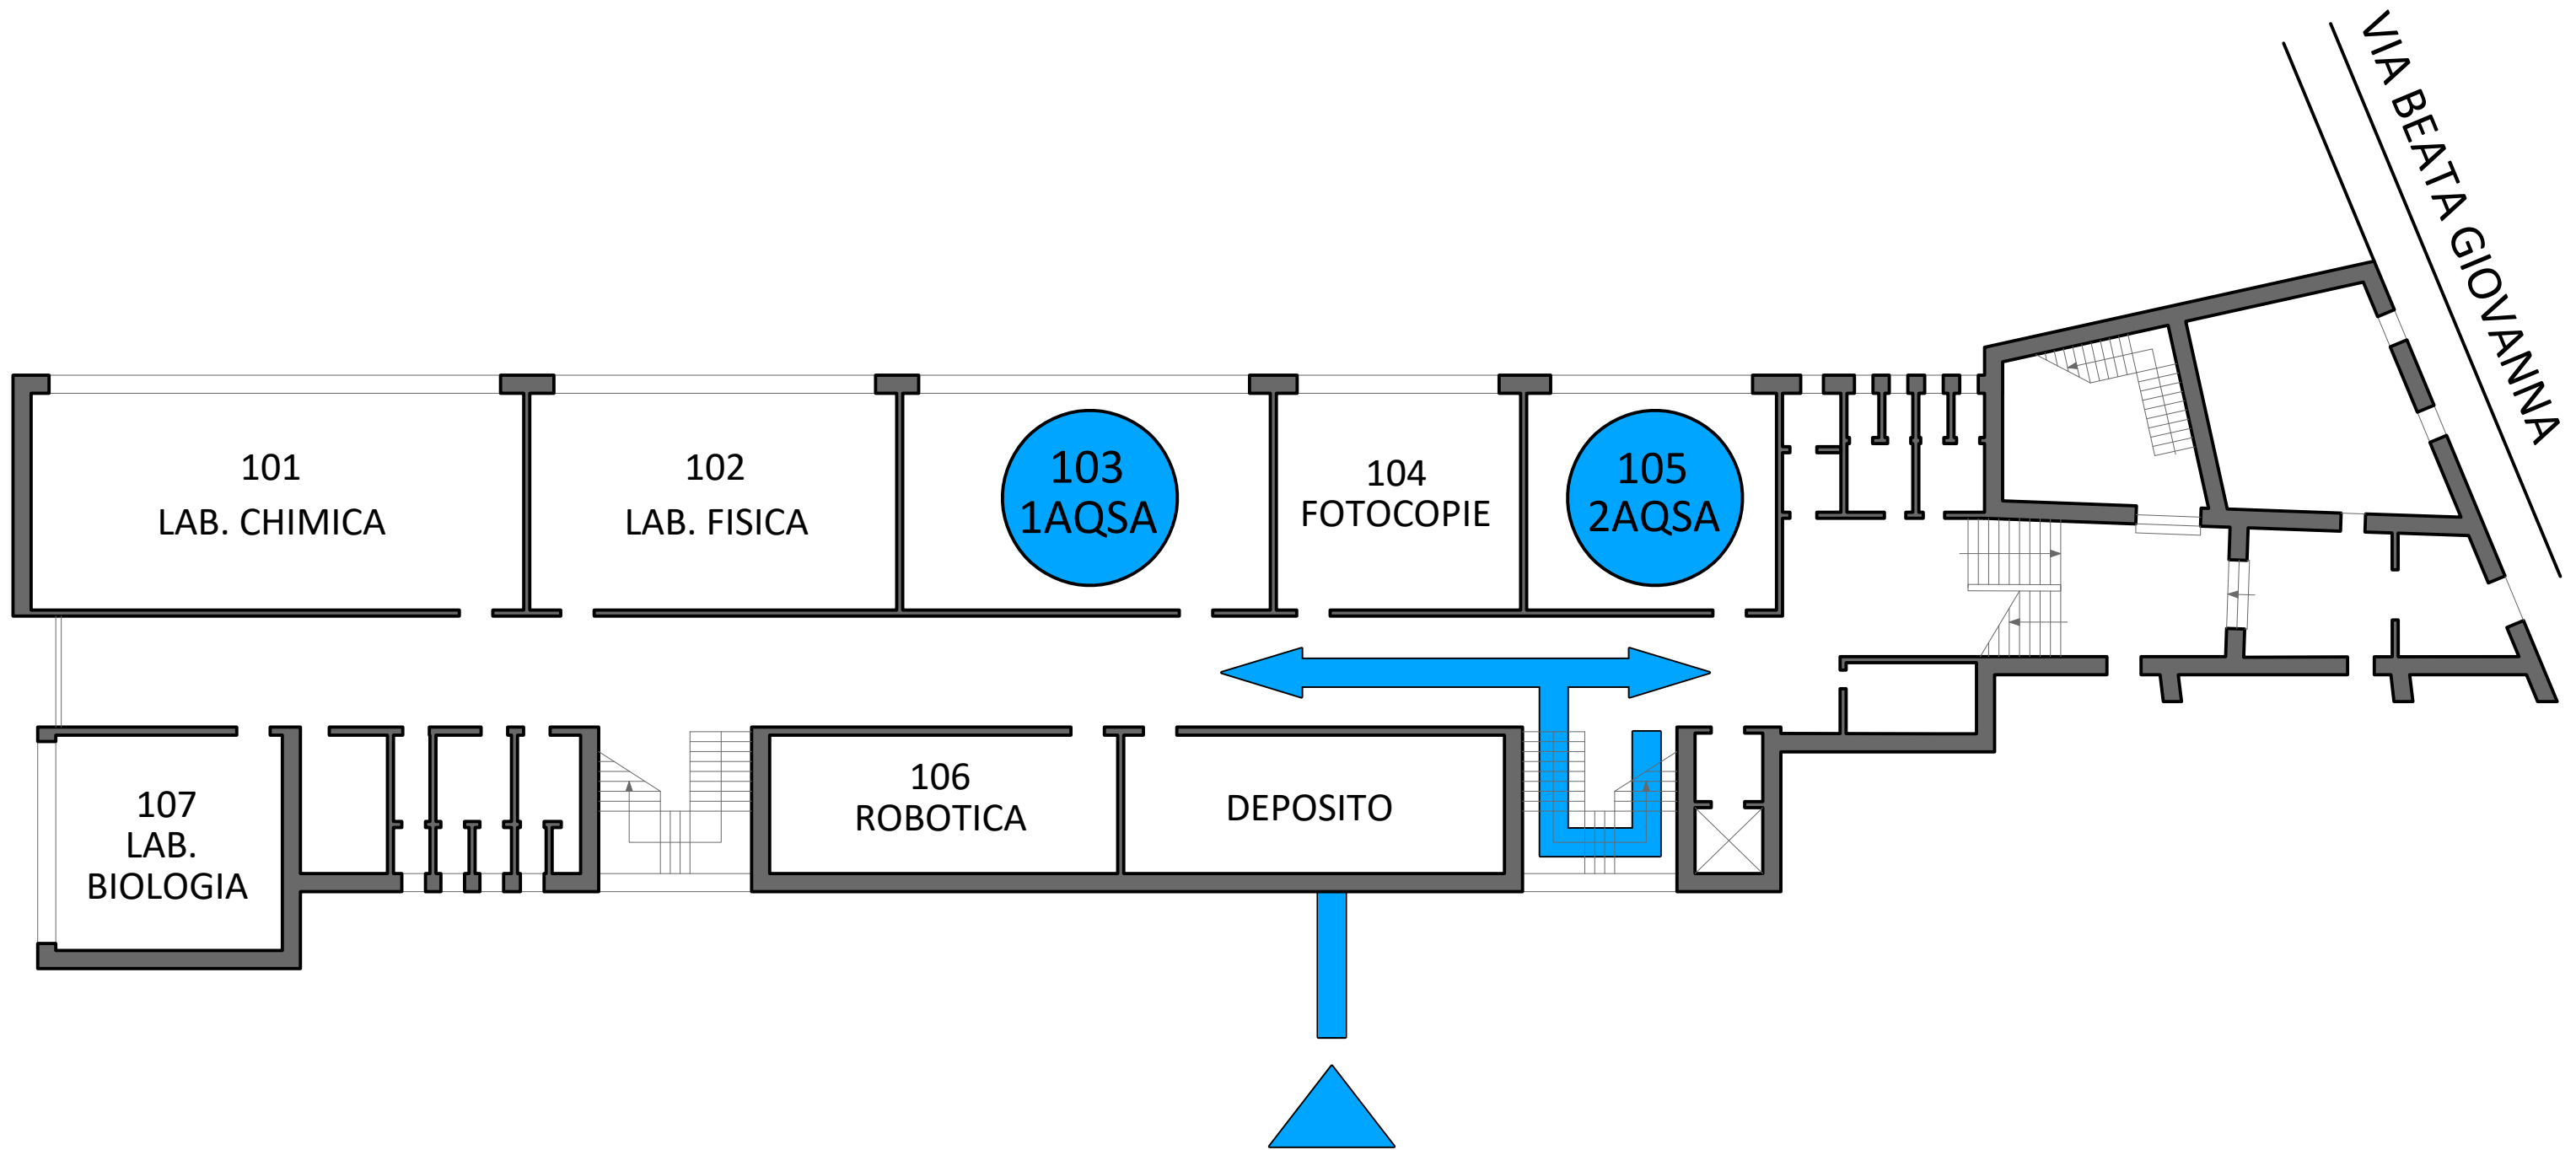 VIA BEATA GIOVANNA
101
LAB. CHIMICA
102
LAB. FISICA
103
1AQSA
104
FOTOCOPIE
105
2AQSA
107
LAB.
BIOLOGIA
106
ROBOTICA
DEPOSITO